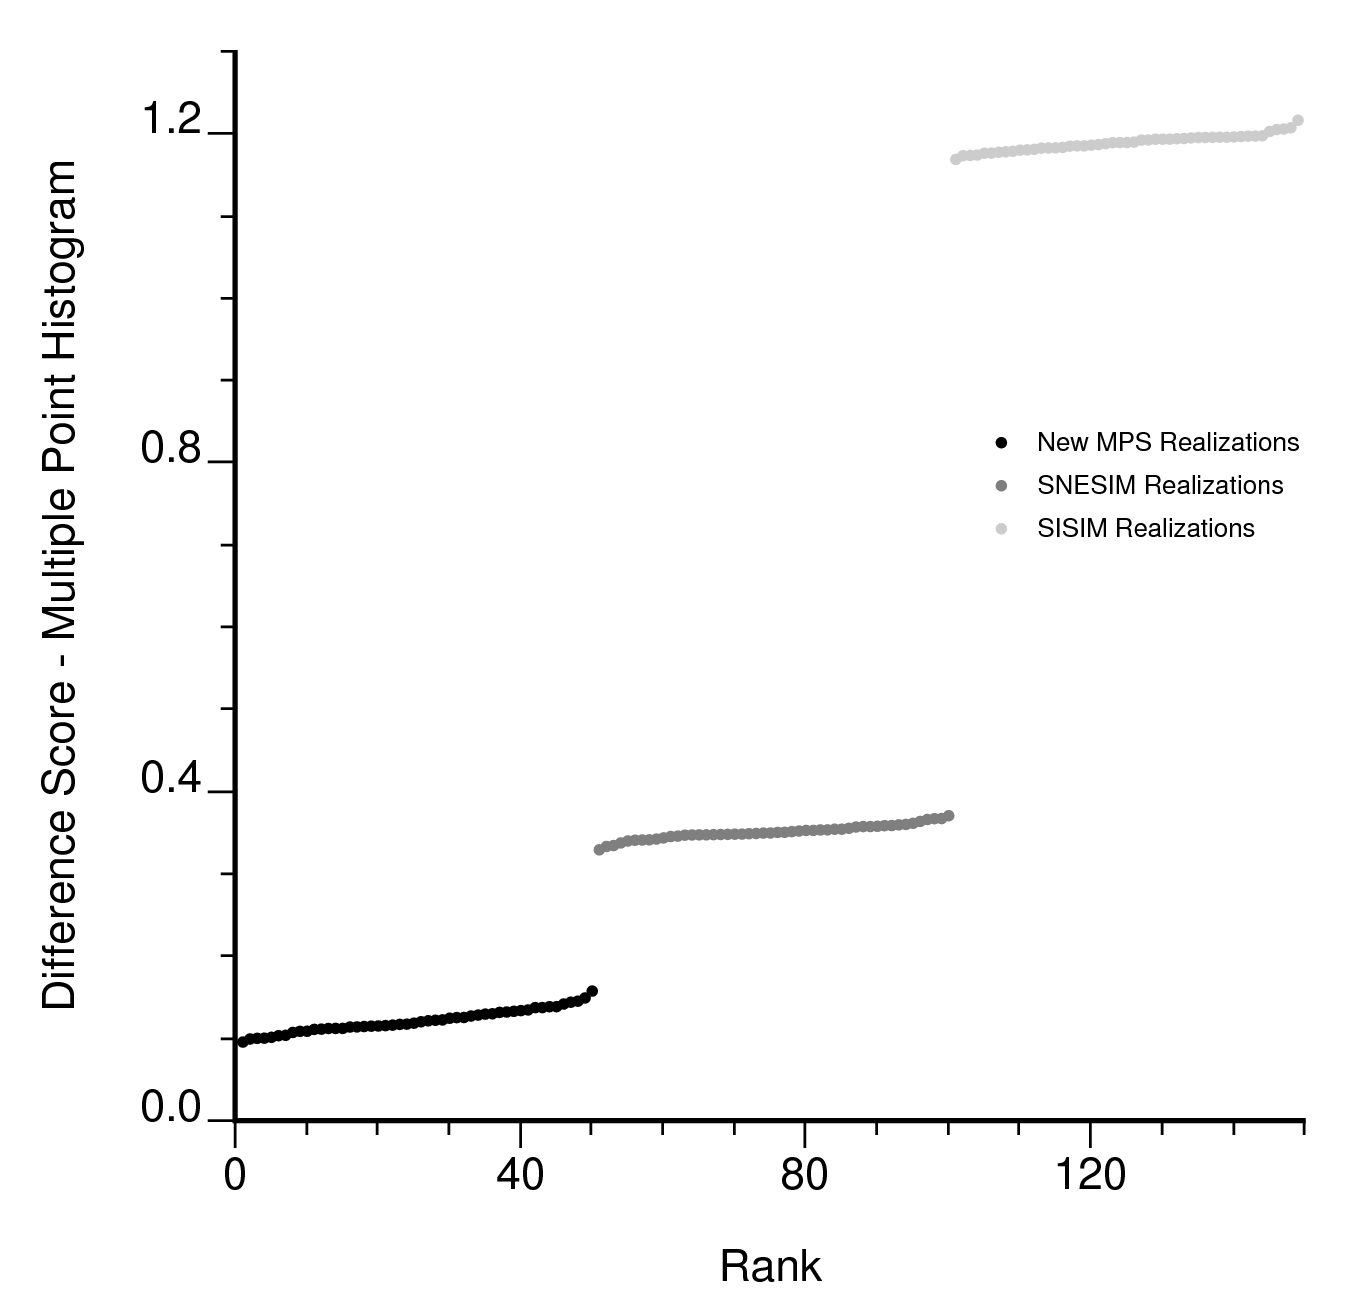 Difference Score - Multiple Point Histogram
1.2
0.8
0.4
0.0
New MPS Realizations
SNESIM Realizations
SISIM Realizations
0 40 80 120
Rank